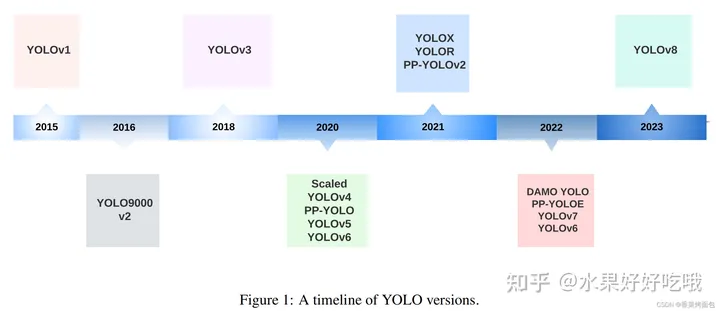 YOLOv1
YOLOv3
YOLOX
YOLOR
PP-YOLOv2
YOLOv8
2015
2016
2018
2020
2021
2022
2023
YOLO9000
v2
Scaled
YOLOv4
PP-YOLO
YOLOv5
YOLOv6
DAMO YOLO
PP-YOLOE
YOLOv7
YOLOv6
知乎 @水果好好吃哦
Figure 1: A timeline of YOLO versions.